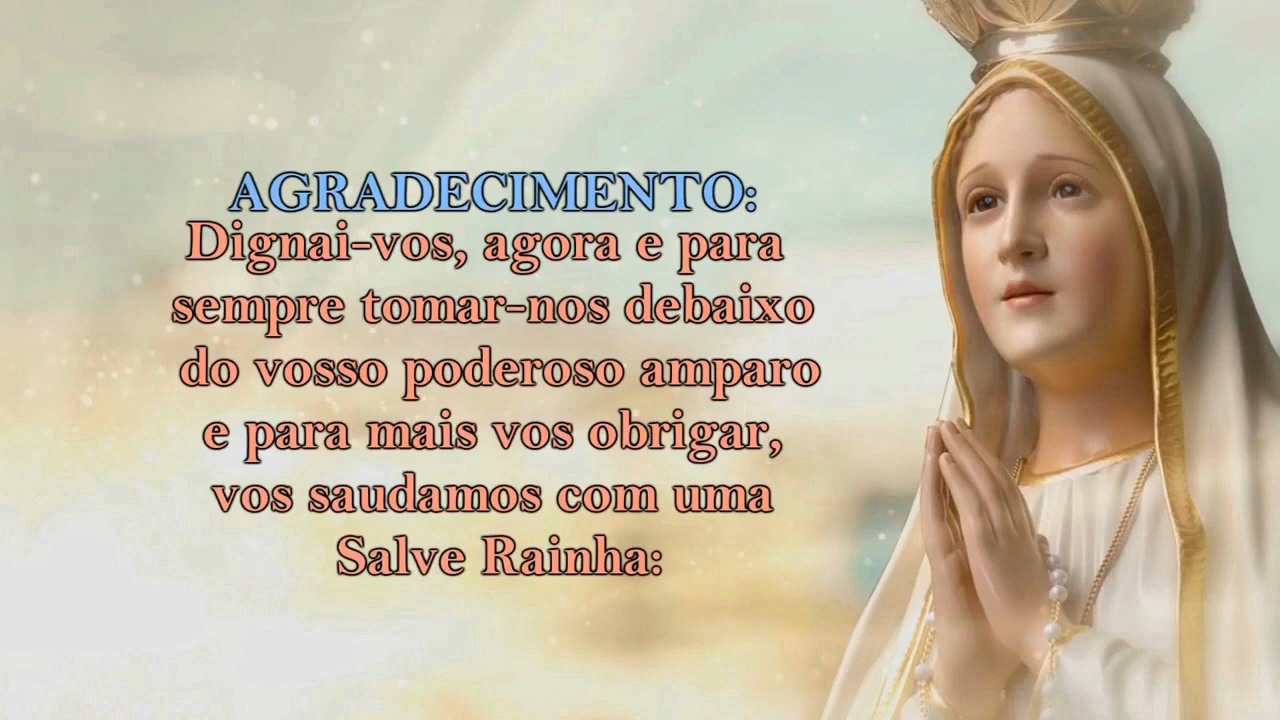 AGRADECIMENTO:
Dignai-vos, agora e para
sempre tomar-nos debaixo
do vosso poderoso amparo
e para mais vos obrigar,
vos saudamos com uma
Salve Rainha: